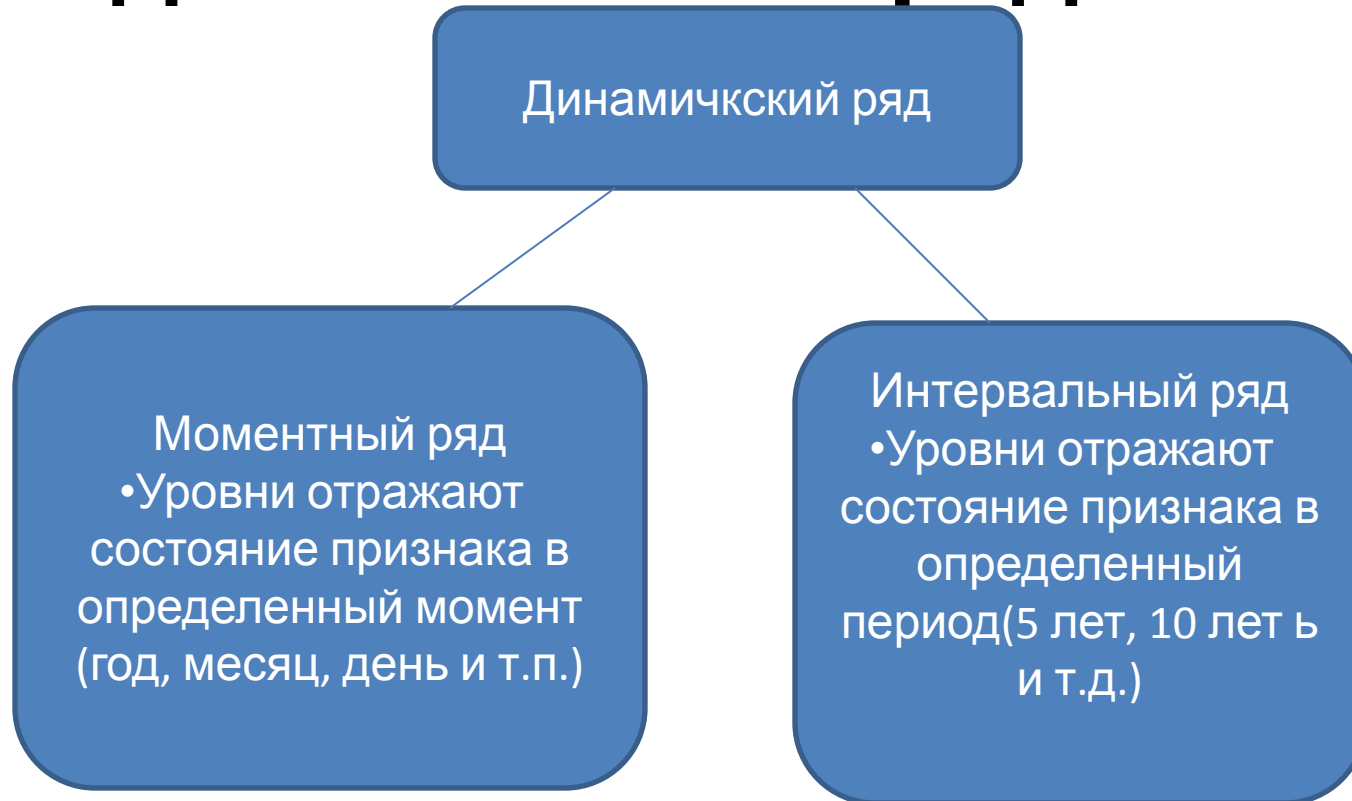 Динамичкский ряд
Моментный ряд
•Уровни отражают
состояние признака в
определенный момент
(год, месяц, день и т.п.)
Интервальный ряд
•Уровни отражают
состояние признака в
определенный
период(5 лет, 10 лет ь
и т.д.)